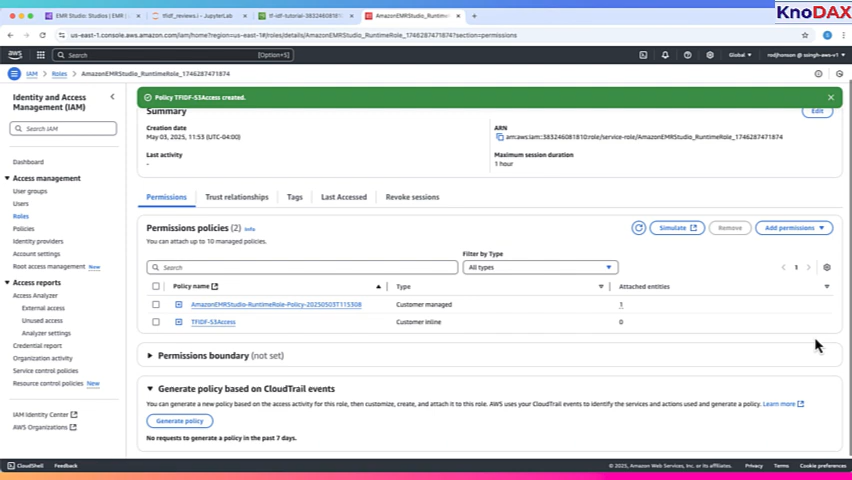 KnoDAX
EMR Studio: Studios | EMR |
tfidf_reviews.i – JupyterLab
tf-idf-tutorial-3832460818
AmazonEMRStudio_Runtime
us-east-1.console.aws.amazon.com/iam/home?region=us-east-1#/roles/details/AmazonEMRStudio_RuntimeRole_1746287471874?section=permissions
aws
Search
[Option+S]
Global
rodjhonson @ ssingh-aws-v1
IAM
Roles
AmazonEMRStudio_RuntimeRole_1746287471874
Identity and Access
Management (IAM)
Search IAM
Dashboard
Access management
User groups
Users
Roles
Policies
Identity providers
Account settings
Root access management New
Access reports
Access Analyzer
External access
Unused access
Analyzer settings
Credential report
Organization activity
Service control policies
Resource control policies New
IAM Identity Center
AWS Organizations
Policy TFIDF-S3Access created.
Summary
Edit
Creation date
May 03, 2025, 11:53 (UTC-04:00)
ARN
arn:aws:iam::383246081810:role/service-role/AmazonEMRStudio_RuntimeRole_1746287471874
Last activity
-
Maximum session duration
1 hour
Permissions
Trust relationships
Tags
Last Accessed
Revoke sessions
Permissions policies (2) Info
You can attach up to 10 managed policies.
Simulate
Remove
Add permissions
Filter by Type
Search
All types
1
Policy name
Type
Attached entities
AmazonEMRStudio-RuntimeRole-Policy-20250503T115308
Customer managed
1
TFIDF-S3Access
Customer inline
0
Permissions boundary (not set)
Generate policy based on CloudTrail events
You can generate a new policy based on the access activity for this role, then customize, create, and attach it to this role. AWS uses your CloudTrail events to identify the services and actions used and generate a policy. Learn more
Generate policy
No requests to generate a policy in the past 7 days.
CloudShell
Feedback
© 2025, Amazon Web Services, Inc. or its affiliates.
Privacy
Terms
Cookie preferences